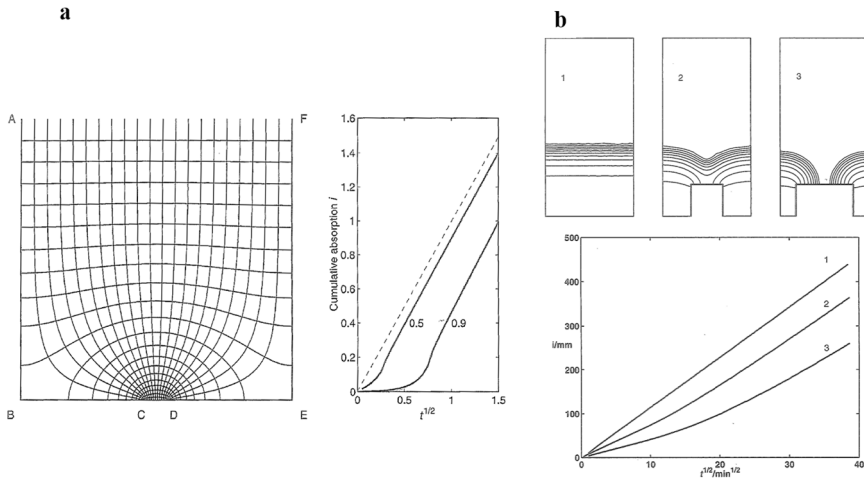 a
A
F
B
C
D
E
1.6
1.4
1.2
1
0.8
0.6
0.4
0.2
0
Cumulative absorption i
0.5
0.9
0
0.5
1
1.5
t^1/2
b
1
2
3
500
400
300
i/mm
200
100
0
1
2
3
0
10
20
30
40
t^1/2/min^1/2